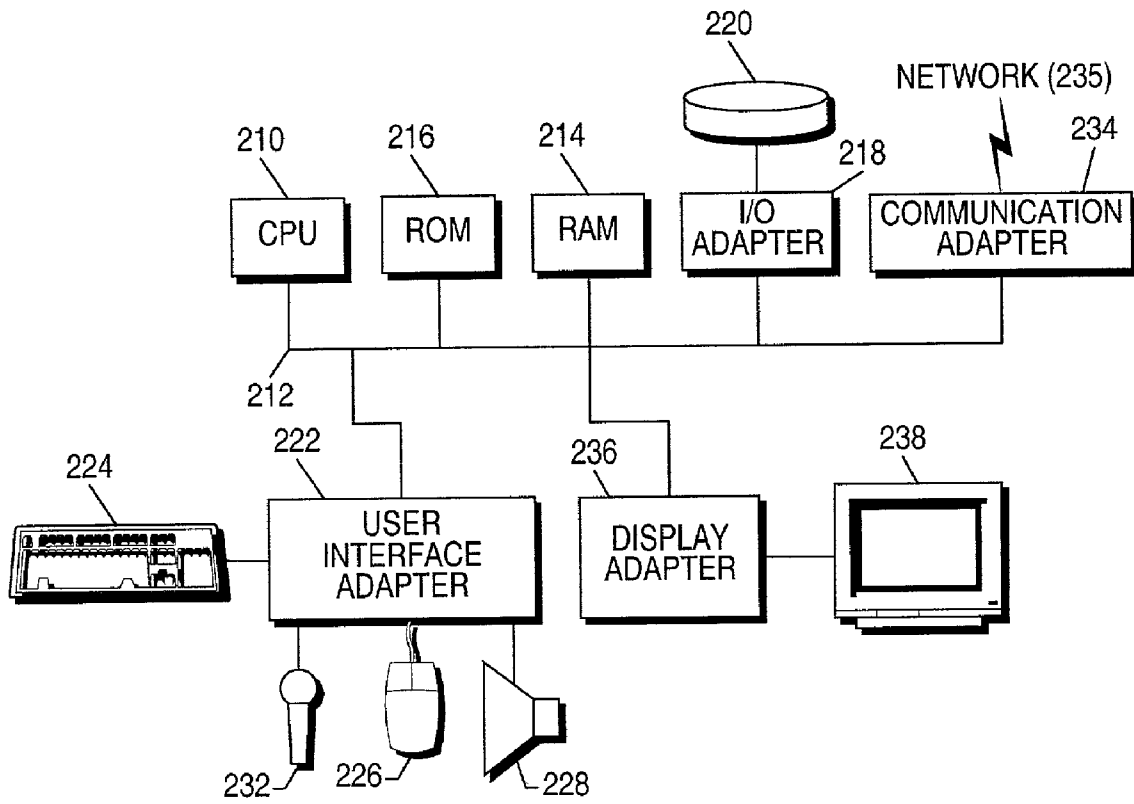 220
NETWORK (235)
210
216
214
218
234
CPU
ROM
RAM
I/O
ADAPTER
COMMUNICATION
ADAPTER
212
222
236
238
224
USER
INTERFACE
ADAPTER
DISPLAY
ADAPTER
232
226
228